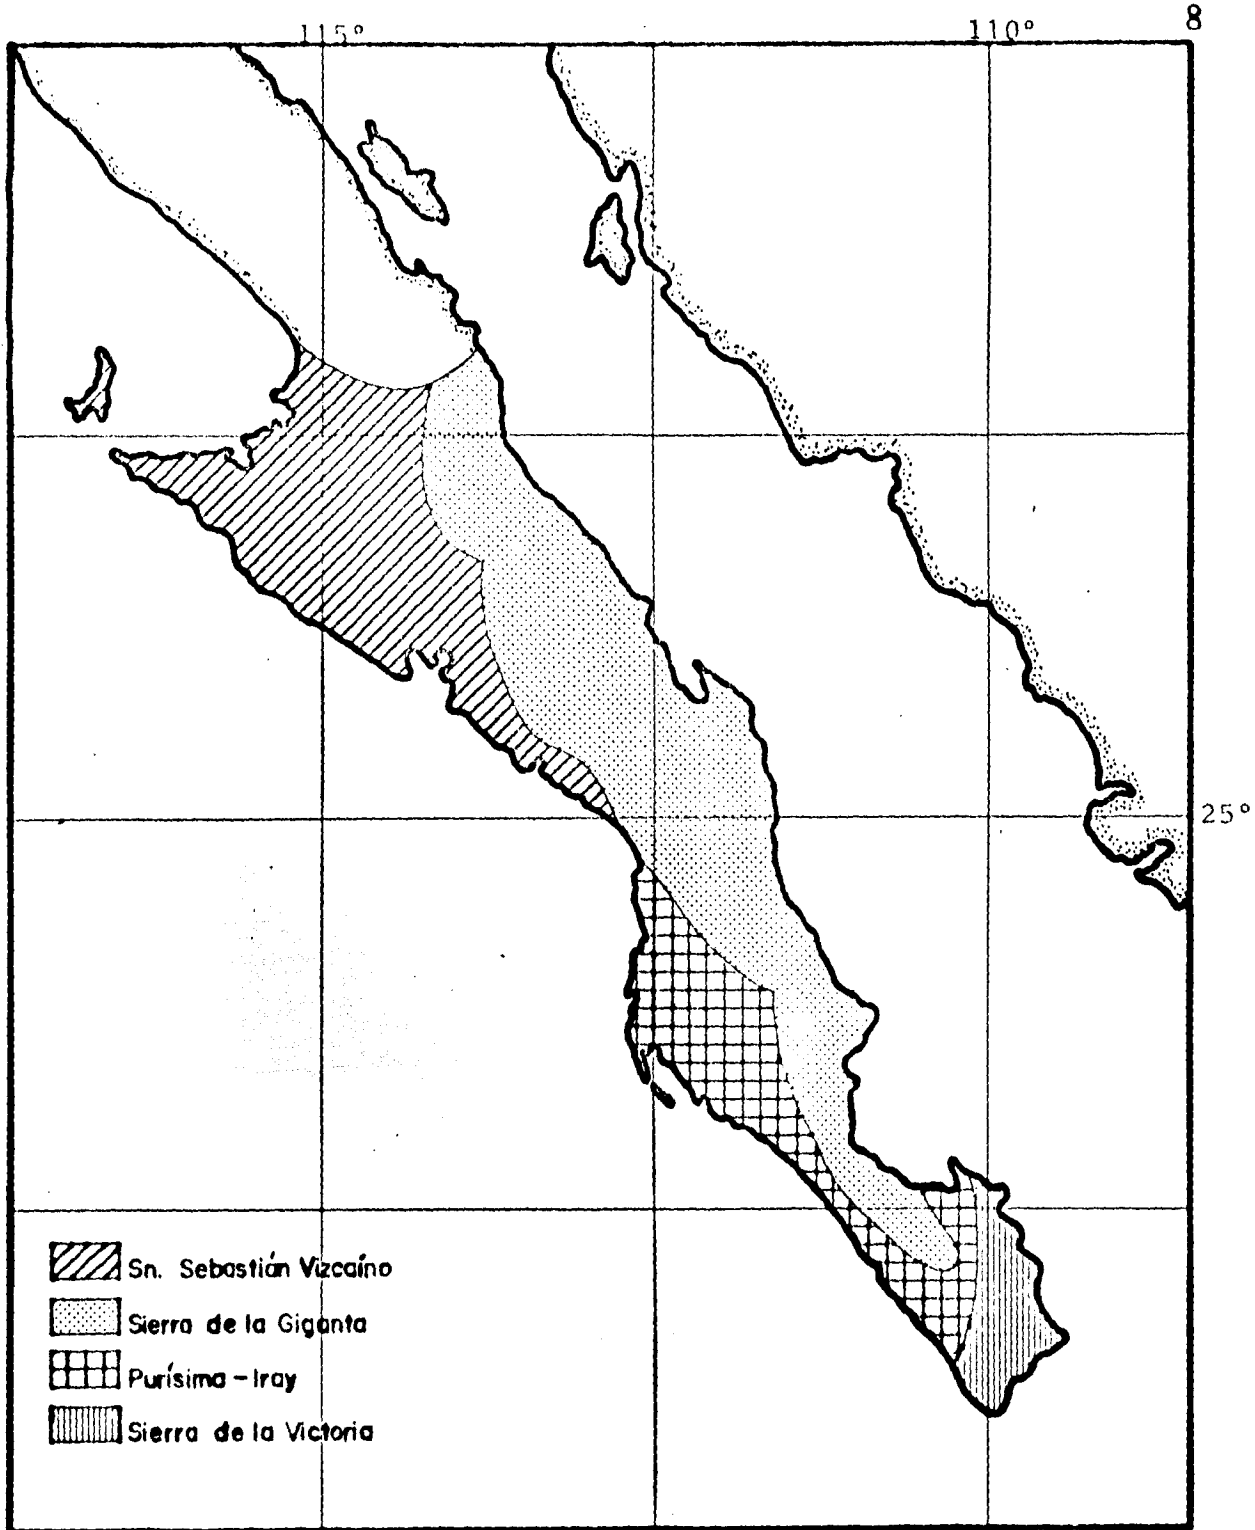 8
115°
110°
25°
Sn. Sebastián Vizcaíno
Sierra de la Giganta
Purísima - Iray
Sierra de la Victoria